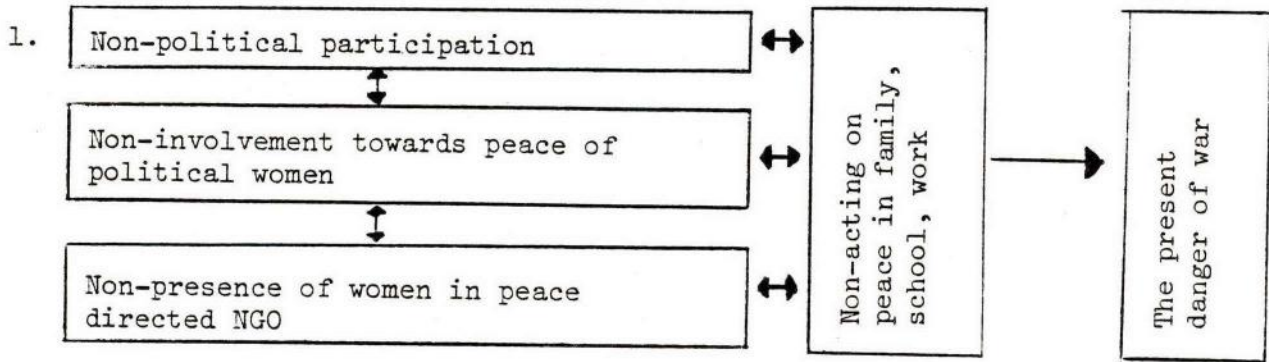 1.
Non-political participation
Non-involvement towards peace of
political women
Non-presence of women in peace
directed NGO
Non-acting on
peace in family,
school, work
The present
danger of war